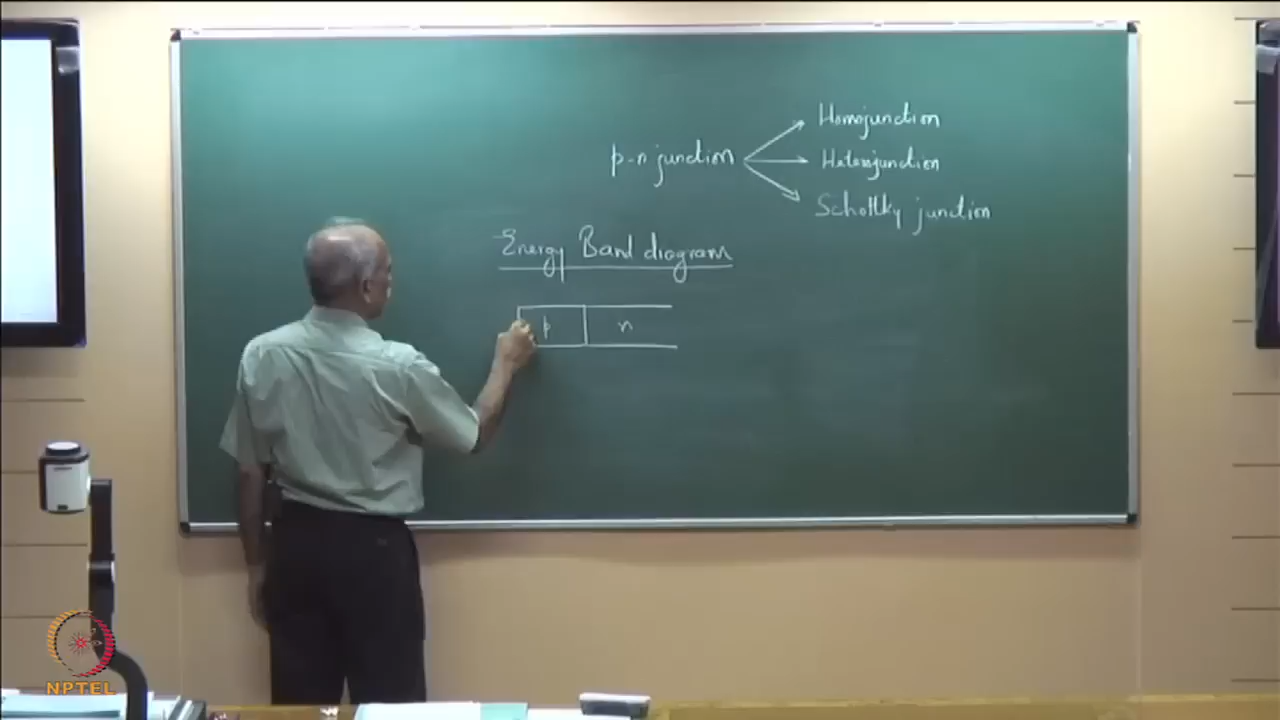 Homojunction
p-n junction
Heterojunction
Schottky junction
Energy Band diagram
p n
NPTEL